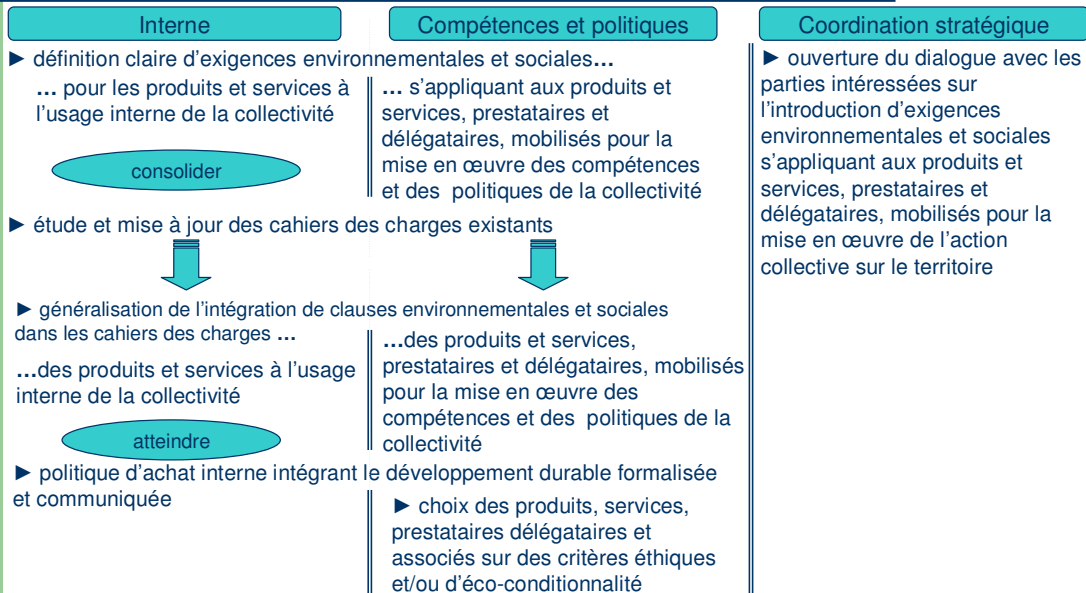 Interne
Compétences et politiques
Coordination stratégique
► définition claire d'exigences environnementales et sociales…
… pour les produits et services à
l'usage interne de la collectivité
… s'appliquant aux produits et
services, prestataires et
délégataires, mobilisés pour la
mise en œuvre des compétences
et des politiques de la collectivité
consolider
► étude et mise à jour des cahiers des charges existants
► généralisation de l'intégration de clauses environnementales et sociales
dans les cahiers des charges …
…des produits et services à l'usage
interne de la collectivité
…des produits et services,
prestataires et délégataires, mobilisés
pour la mise en œuvre des
compétences et des politiques de la
collectivité
atteindre
► politique d'achat interne intégrant le développement durable formalisée
et communiquée
► choix des produits, services,
prestataires délégataires et
associés sur des critères éthiques
et/ou d'éco-conditionnalité
► ouverture du dialogue avec les
parties intéressées sur
l'introduction d'exigences
environnementales et sociales
s'appliquant aux produits et
services, prestataires et
délégataires, mobilisés pour la
mise en œuvre de l'action
collective sur le territoire